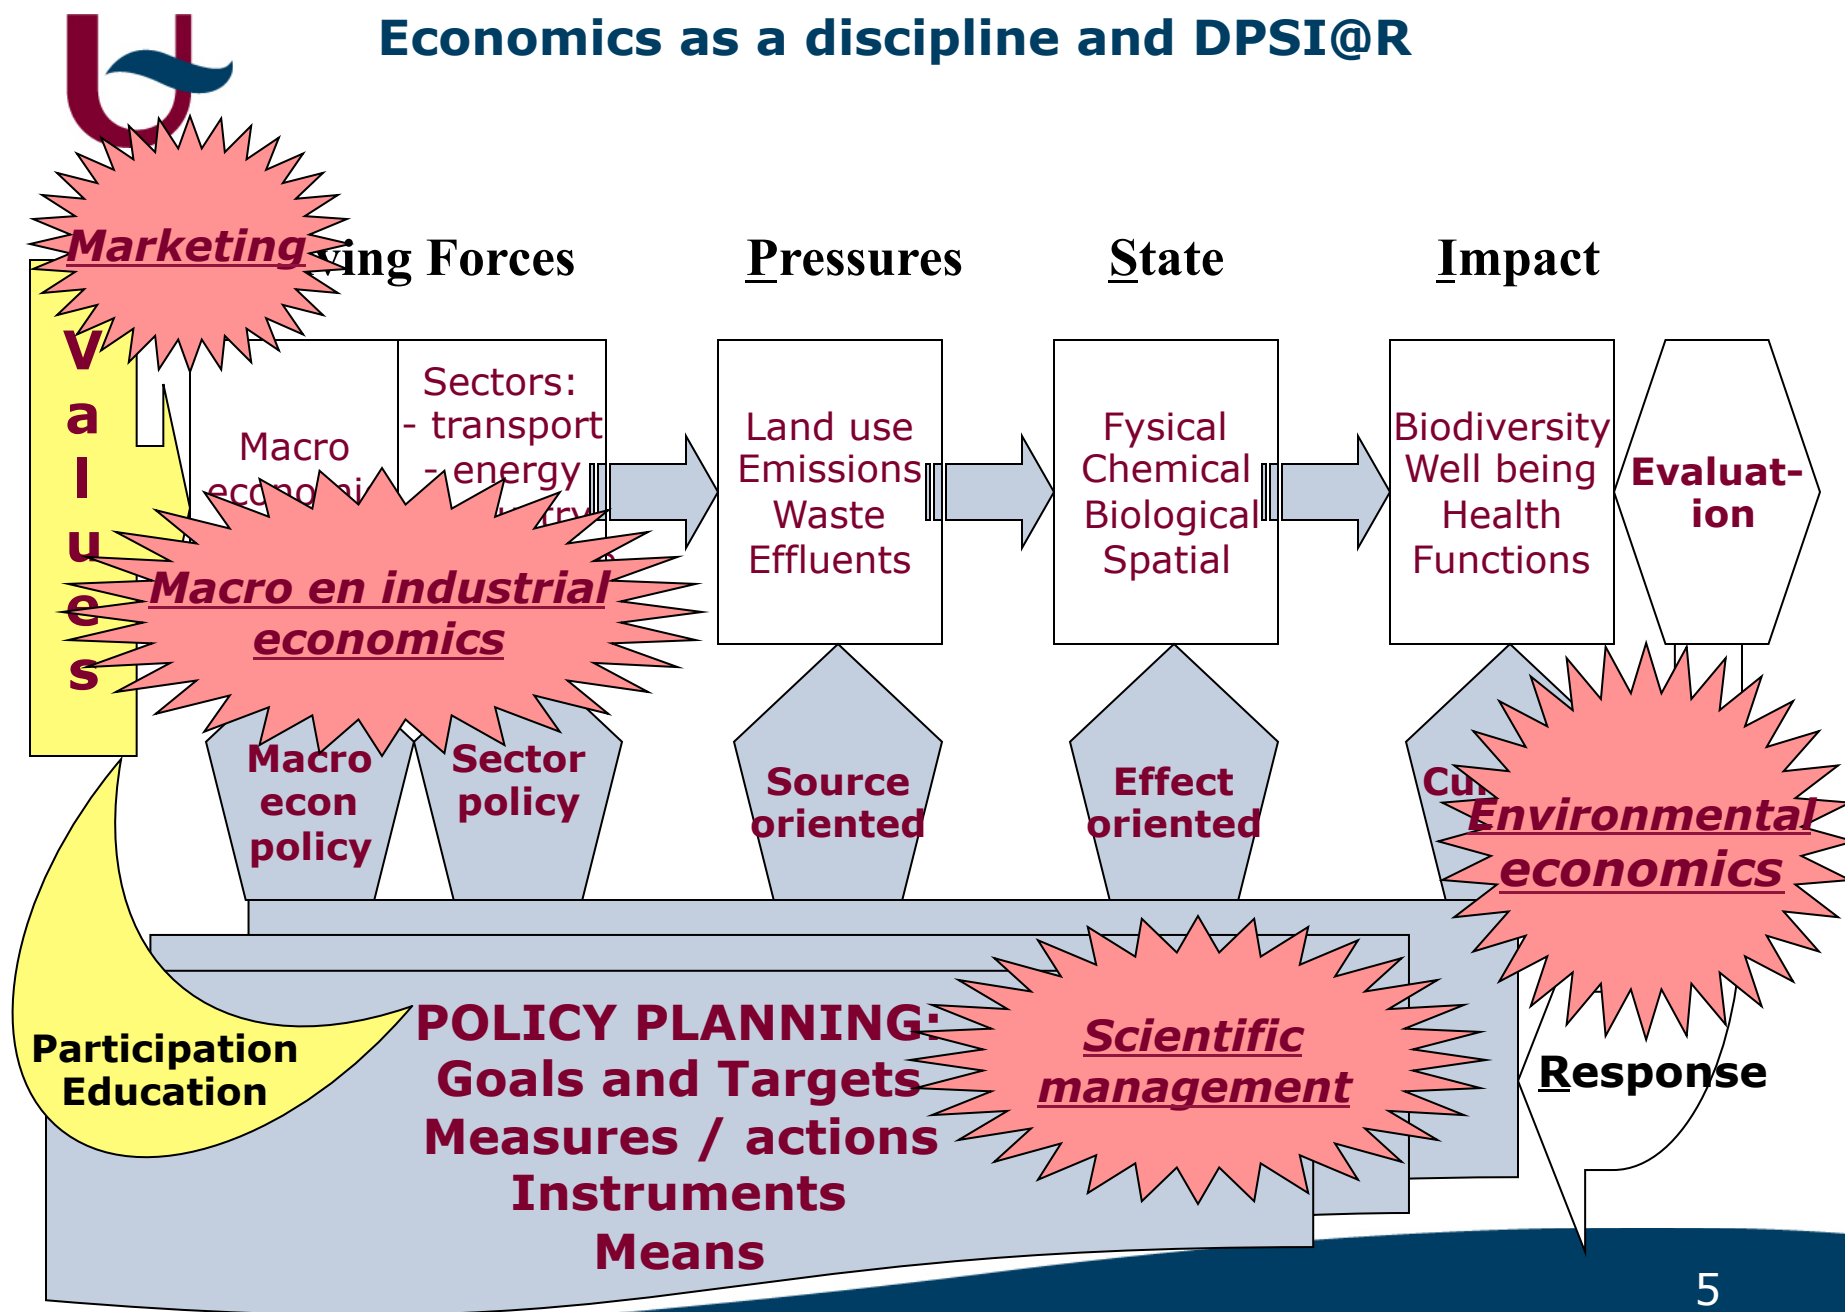 Economics as a discipline and DPSI@R
Marketing
ving Forces
Pressures
State
Impact
Values
Macro
economi
Sectors:
- transport
- energy
Land use
Emissions
Waste
Effluents
Fysical
Chemical
Biological
Spatial
Biodiversity
Well being
Health
Functions
Evaluat-
ion
Macro en industrial
economics
Macro
econ
policy
Sector
policy
Source
oriented
Effect
oriented
Environmental
economics
Participation
Education
POLICY PLANNING:
Goals and Targets
Measures / actions
Instruments
Means
Scientific
management
Response
5